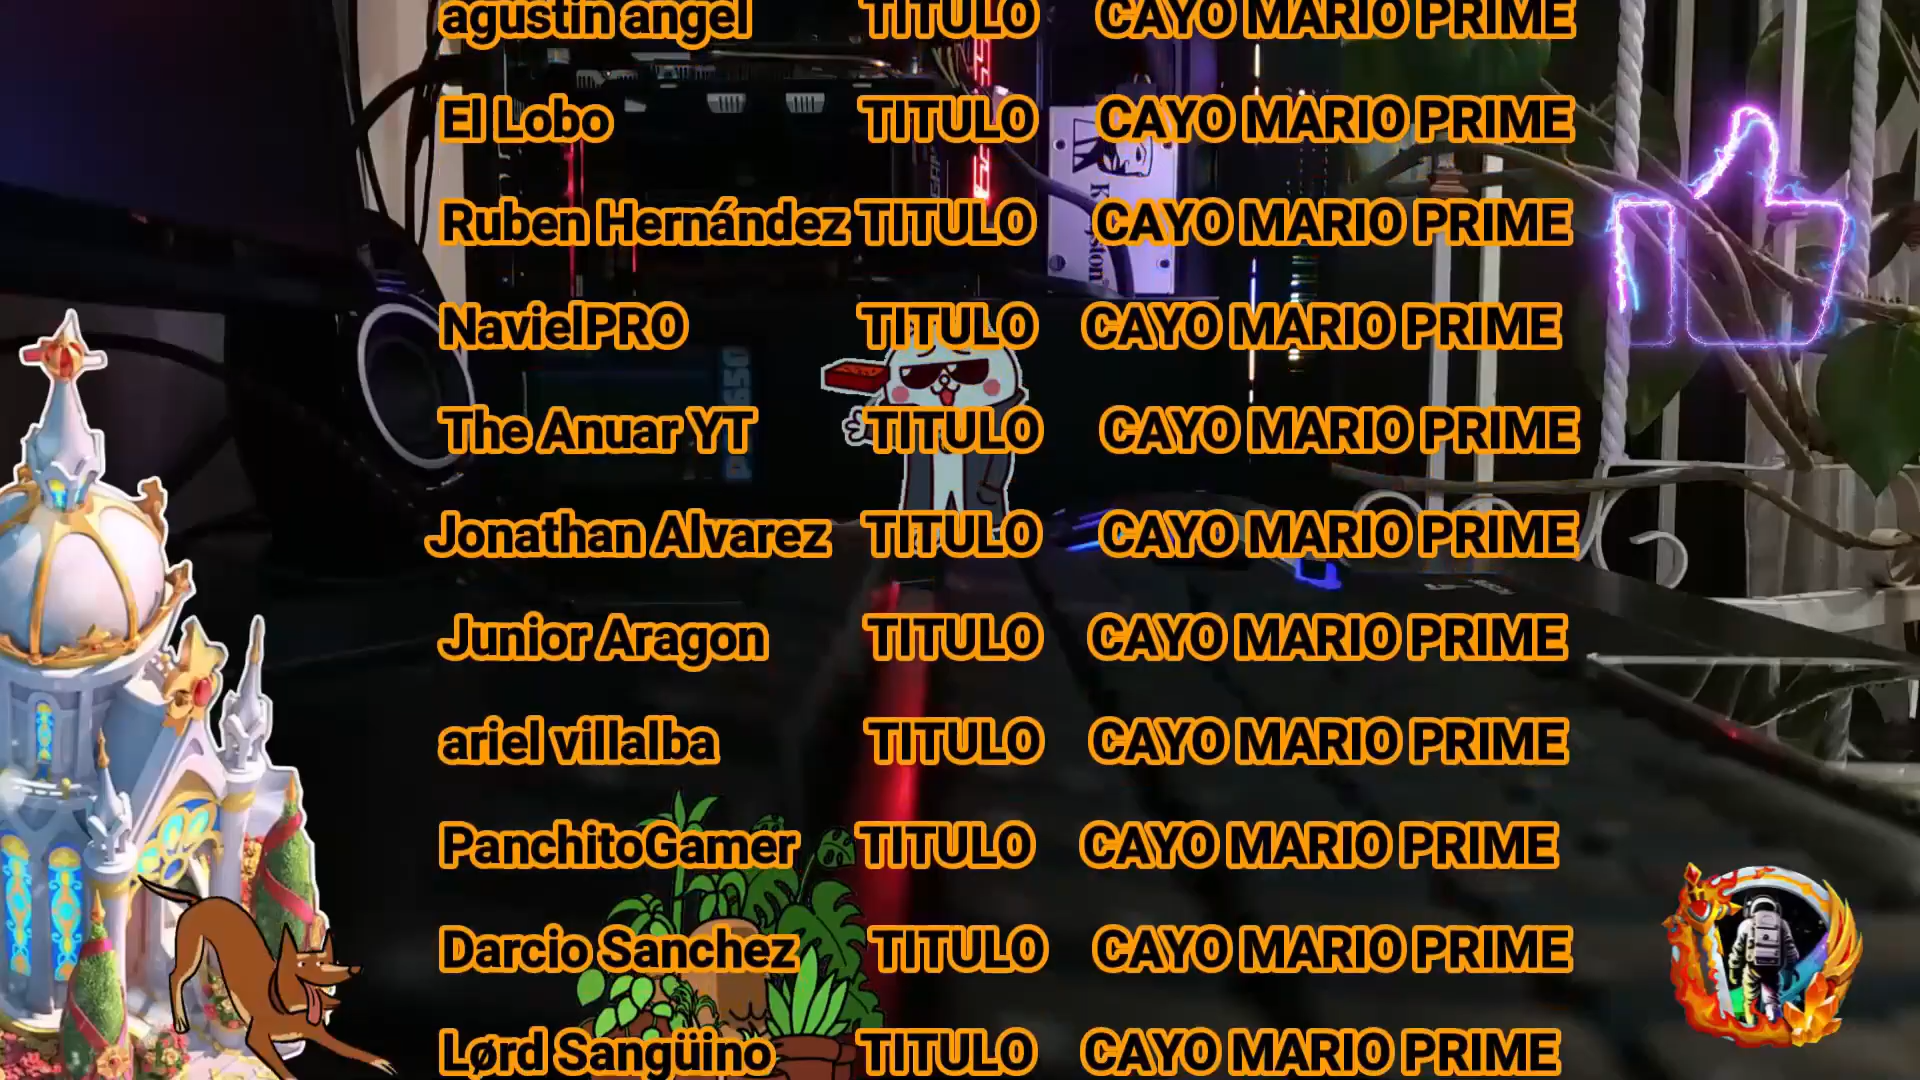 agustin angel TITULO CAYO MARIO PRIME
El Lobo TITULO CAYO MARIO PRIME
Ruben Hernández TITULO CAYO MARIO PRIME
NavielPRO TITULO CAYO MARIO PRIME
The Anuar YT TITULO CAYO MARIO PRIME
Jonathan Alvarez TITULO CAYO MARIO PRIME
Junior Aragon TITULO CAYO MARIO PRIME
ariel villalba TITULO CAYO MARIO PRIME
PanchitoGamer TITULO CAYO MARIO PRIME
Darcio Sanchez TITULO CAYO MARIO PRIME
Lørd Sangüino TITULO CAYO MARIO PRIME